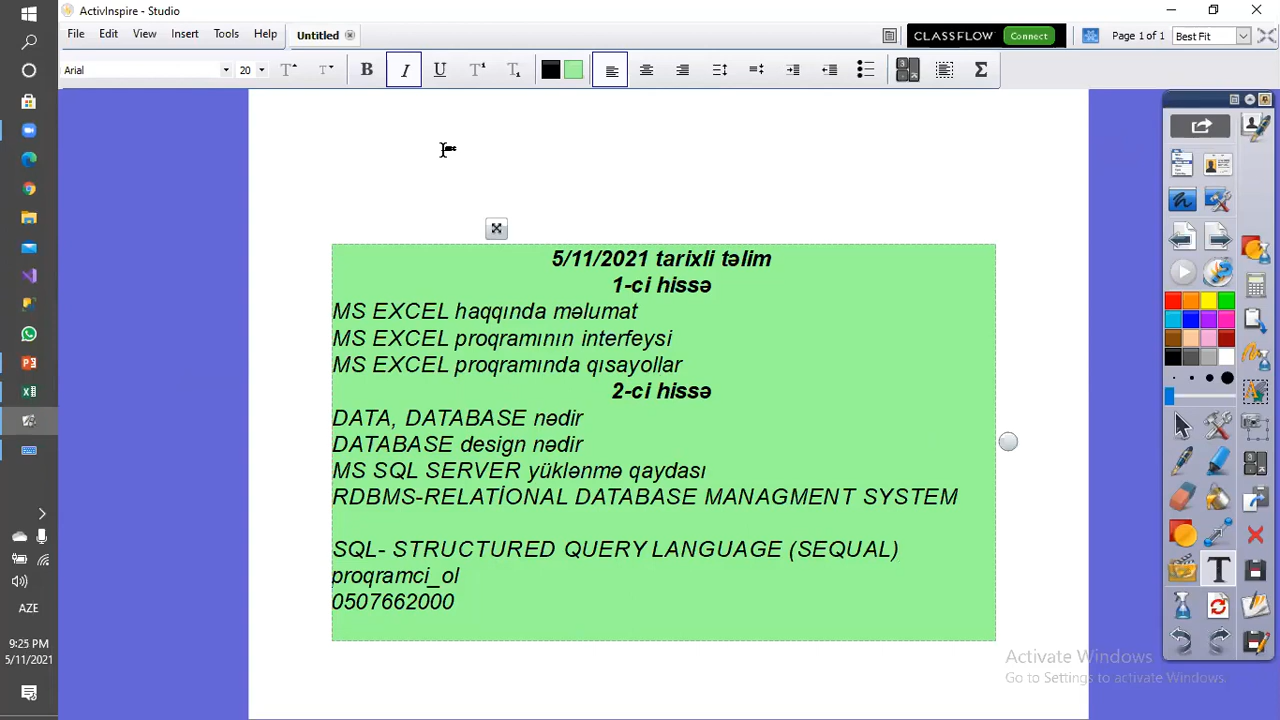 ActivInspire - Studio
File Edit View Insert Tools Help
Untitled
CLASSFLOW Connect
Page 1 of 1
Best Fit
Arial
20
B I U T T Σ
5/11/2021 tarixli təlim
1-ci hissə
MS EXCEL haqqında məlumat
MS EXCEL proqramının interfeysi
MS EXCEL proqramında qısayollar
2-ci hissə
DATA, DATABASE nədir
DATABASE design nədir
MS SQL SERVER yüklənmə qaydası
RDBMS-RELATİONAL DATABASE MANAGMENT SYSTEM
SQL- STRUCTURED QUERY LANGUAGE (SEQUAL)
proqramci_ol
0507662000
Activate Windows
Go to Settings to activate Windows.
AZE
9:25 PM
5/11/2021